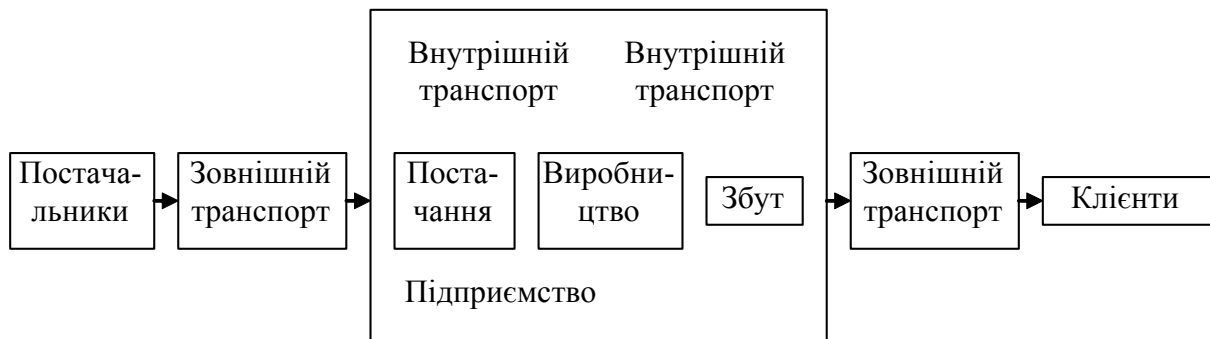 Внутрішній
транспорт
Внутрішній
транспорт
Постача-
льники
Зовнішній
транспорт
Поста-
чання
Виробни-
цтво
Збут
Зовнішній
транспорт
Клієнти
Підприємство